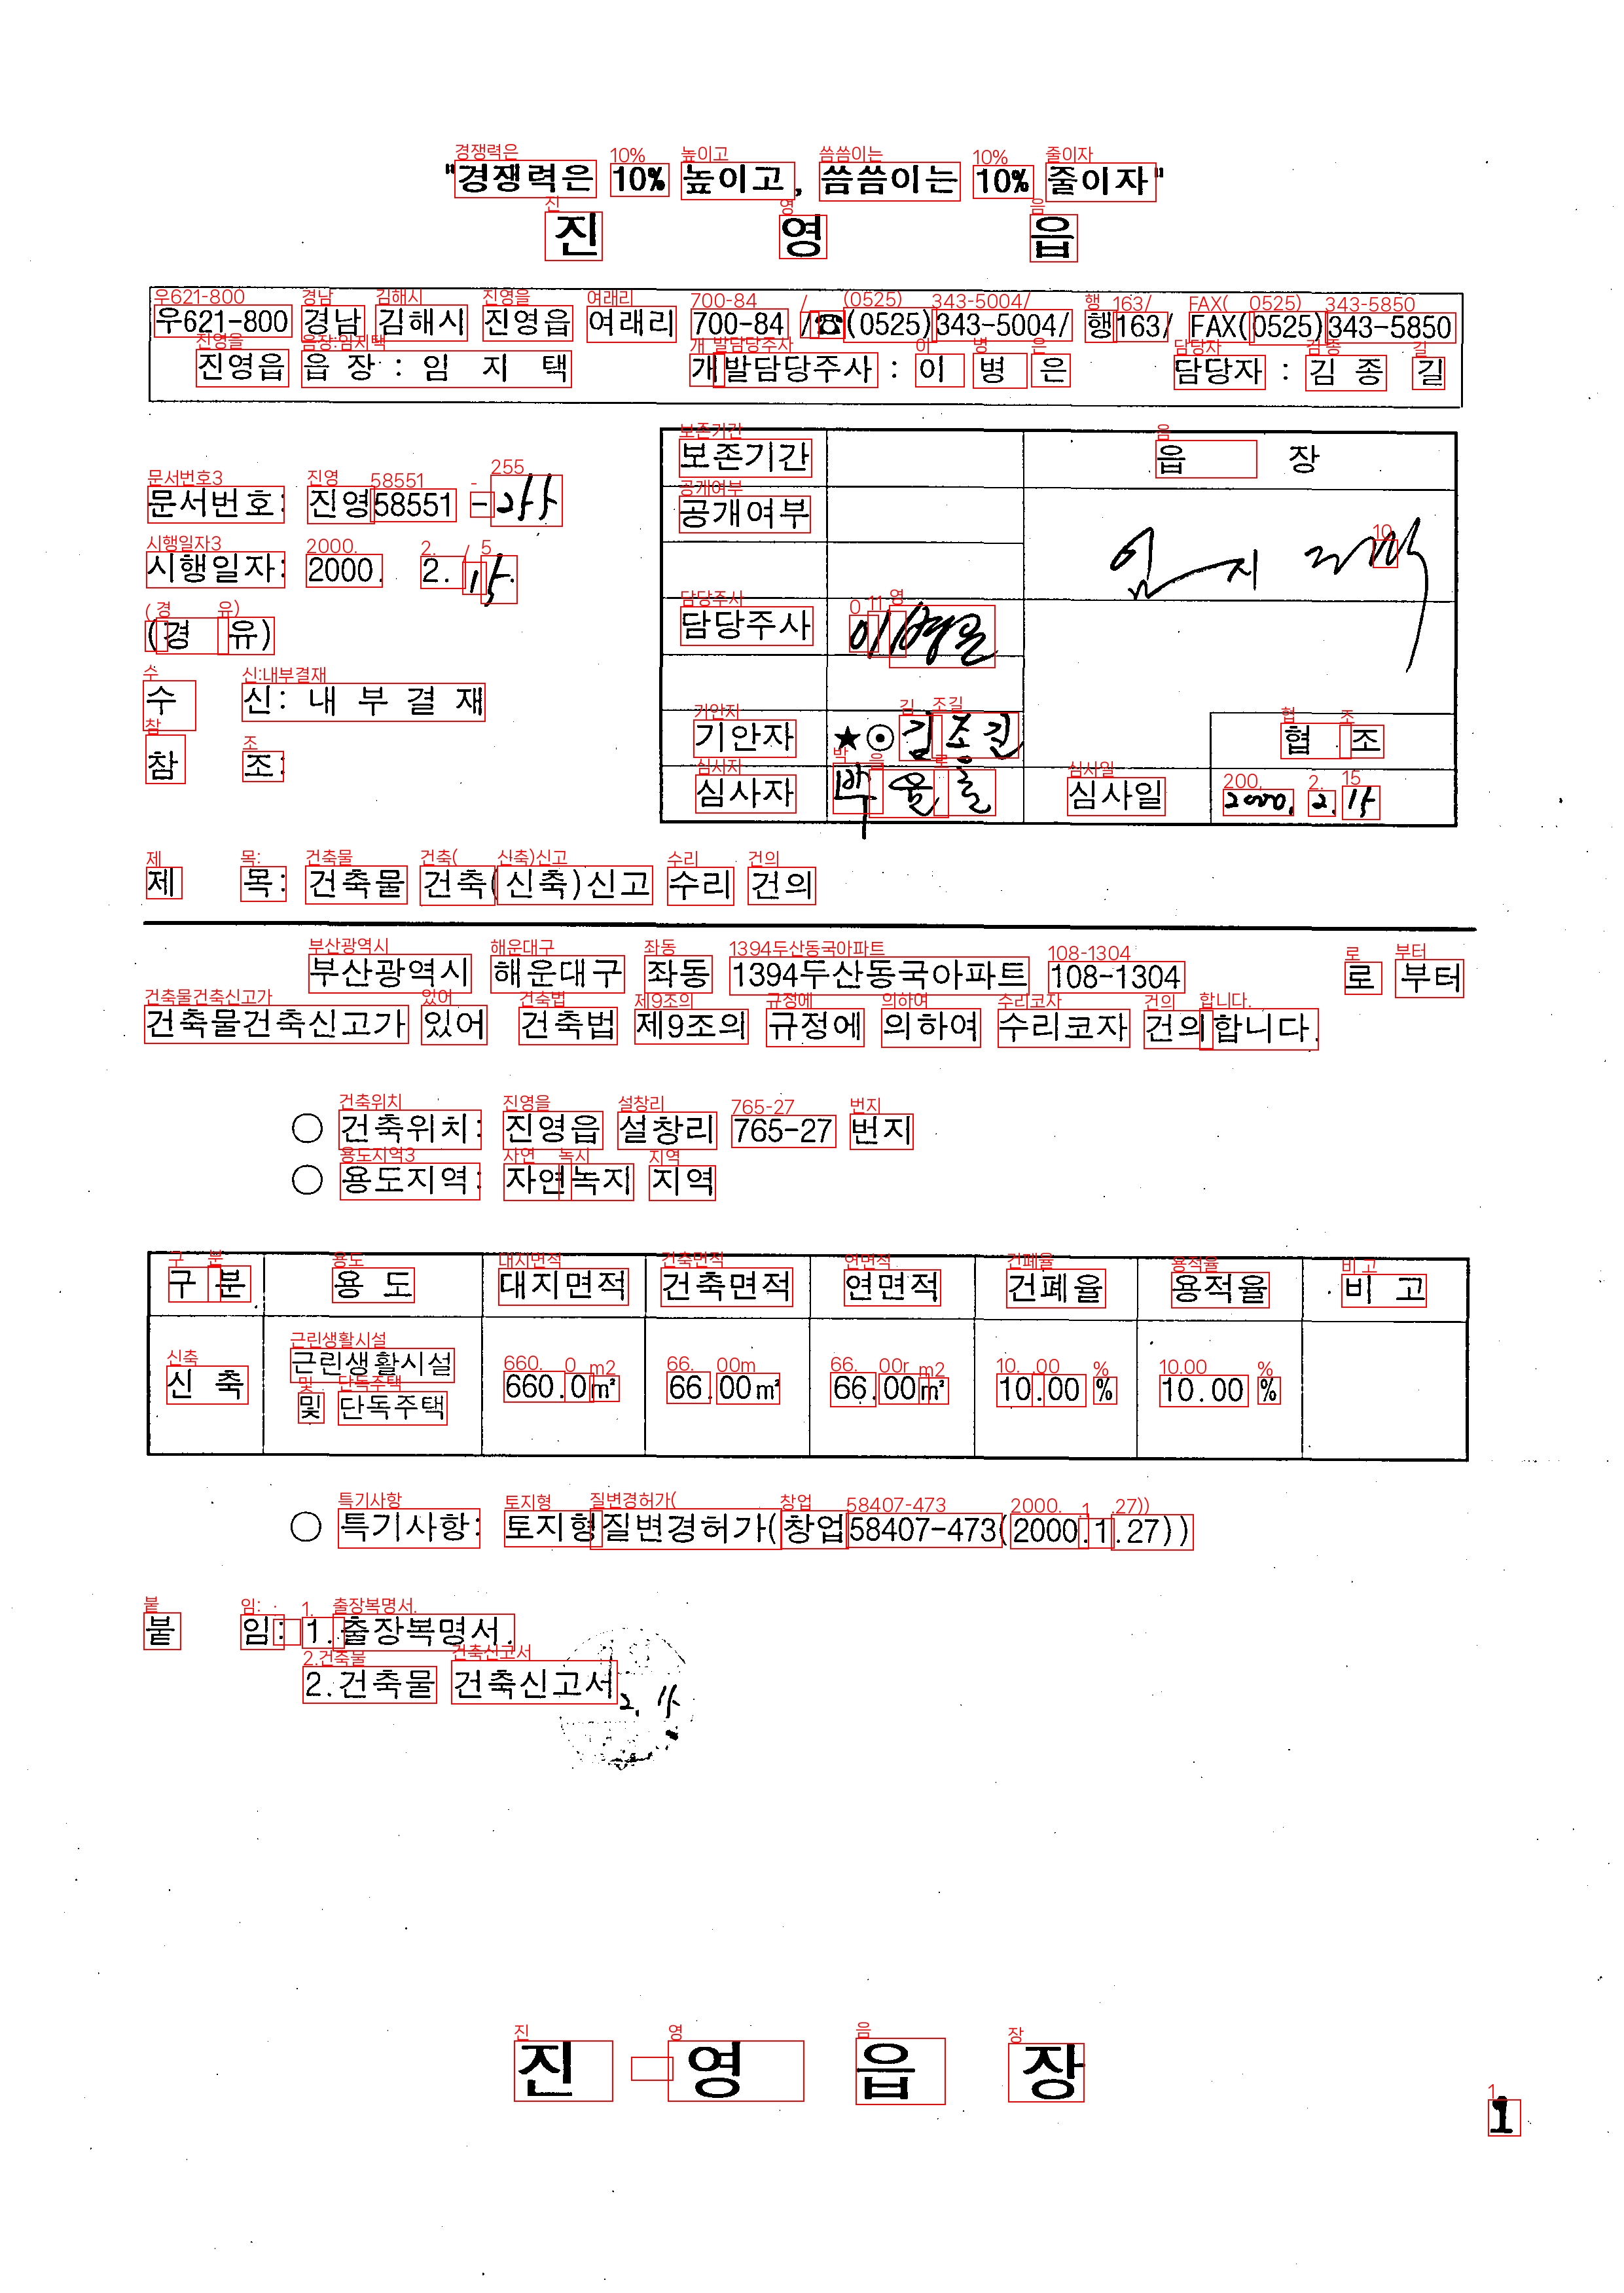 "경쟁력은 10% 높이고, 씀씀이는 10% 줄이자"
진 영 읍
우621-800 경남 김해시 진영읍 여래리 700-84 /☎(0525)343-5004/ 행163/ FAX(0525)343-5850
진영읍 읍 장 : 임 지 택 개발담당주사 : 이 병 은 담당자 : 김 종 길
문서번호: 진영58551 -
시행일자: 2000. 2. 15.
(경 유)
수 신: 내 부 결 재
참 조:
보존기간 읍 장
공개여부
임지택
담당주사 이병은
기안자 ★⊙ 김종길 협 조
심사자 박 심사일 2000. 2. 15
제 목: 건축물 건축(신축)신고 수리 건의
부산광역시 해운대구 좌동 1394두산동국아파트 108-1304 로 부터
건축물건축신고가 있어 건축법 제9조의 규정에 의하여 수리코자 건의합니다.
○ 건축위치: 진영읍 설창리 765-27 번지
○ 용도지역: 자연녹지 지역
구 분 용 도 대지면적 건축면적 연면적 건폐율 용적율 비 고
신 축 근린생활시설 및 단독주택 660.0㎡ 66.00㎡ 66.00㎡ 10.00 % 10.00 %
○ 특기사항: 토지형질변경허가(창업58407-473(2000.1.27))
붙 임: 1.출장복명서.
2.건축물 건축신고서
2. 15
진 영 읍 장
1